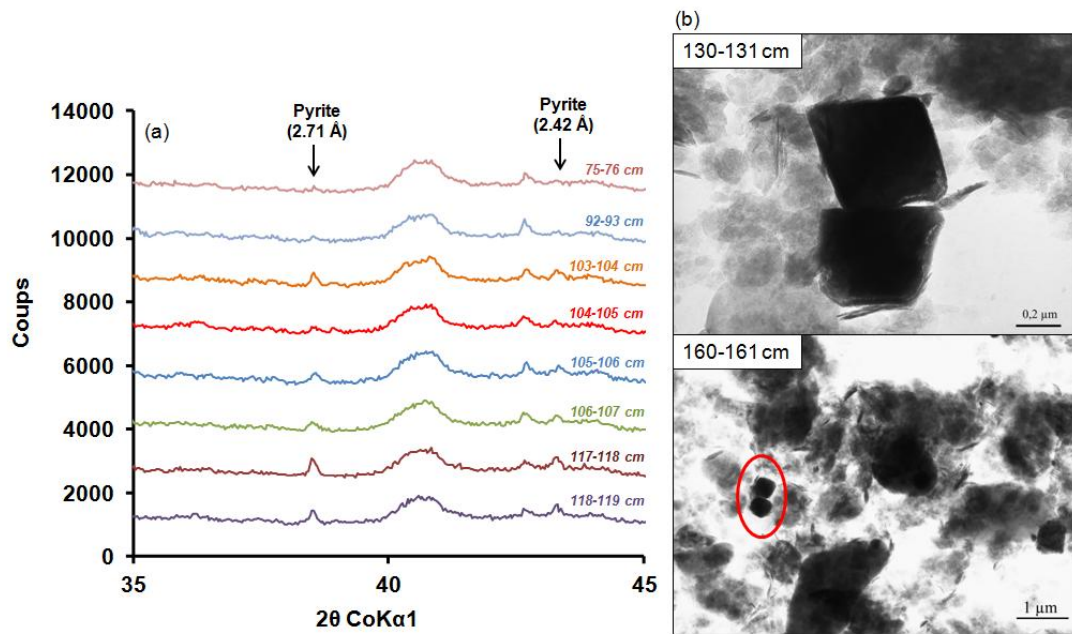 (a)
Coups
14000
12000
10000
8000
6000
4000
2000
0
Pyrite
(2.71 Å)
Pyrite
(2.42 Å)
75-76 cm
92-93 cm
103-104 cm
104-105 cm
105-106 cm
106-107 cm
117-118 cm
118-119 cm
35
40
45
2θ CoKα1
(b)
130-131 cm
0,2 µm
160-161 cm
1 µm